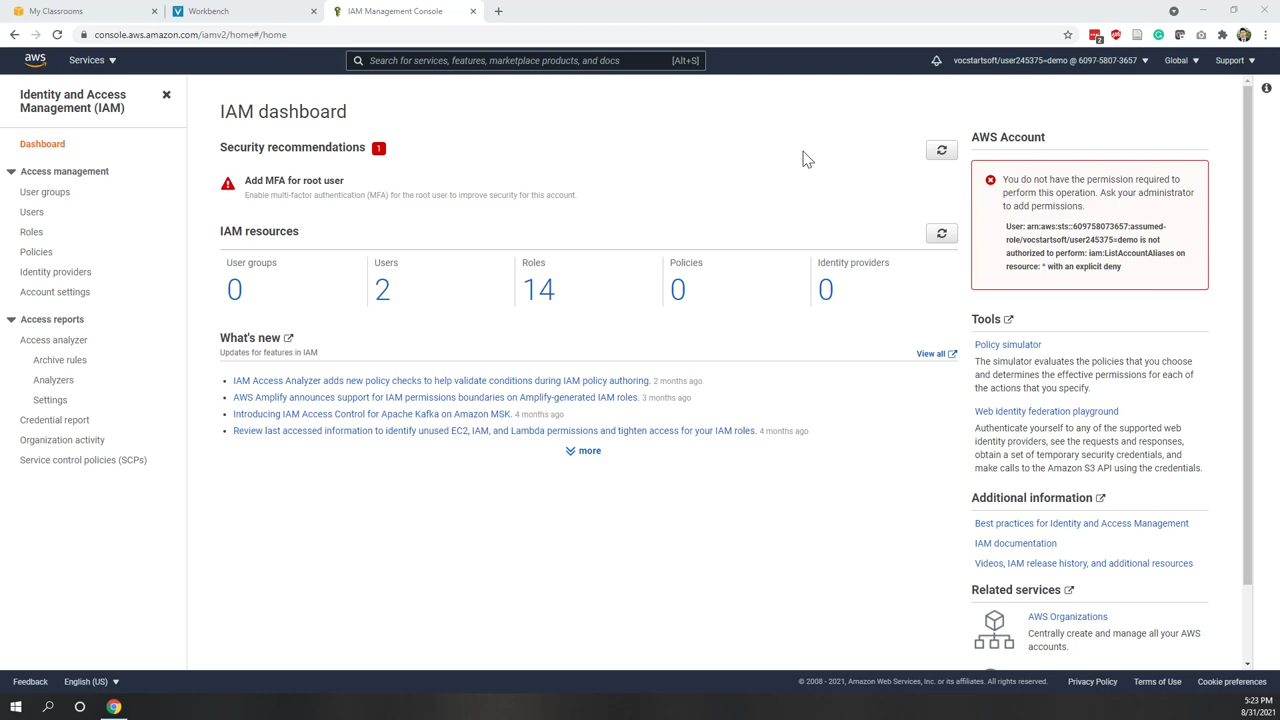 My Classrooms
Workbench
IAM Management Console
console.aws.amazon.com/iamv2/home#/home
2
aws
Services
Search for services, features, marketplace products, and docs [Alt+S]
vocstartsoft/user245375=demo @ 6097-5807-3657
Global
Support
Identity and Access
Management (IAM)
Dashboard
Access management
User groups
Users
Roles
Policies
Identity providers
Account settings
Access reports
Access analyzer
Archive rules
Analyzers
Settings
Credential report
Organization activity
Service control policies (SCPs)
IAM dashboard
Security recommendations 1
Add MFA for root user
Enable multi-factor authentication (MFA) for the root user to improve security for this account.
IAM resources
User groups
0
Users
2
Roles
14
Policies
0
Identity providers
0
What's new
Updates for features in IAM
View all
IAM Access Analyzer adds new policy checks to help validate conditions during IAM policy authoring. 2 months ago
AWS Amplify announces support for IAM permissions boundaries on Amplify-generated IAM roles. 3 months ago
Introducing IAM Access Control for Apache Kafka on Amazon MSK. 4 months ago
Review last accessed information to identify unused EC2, IAM, and Lambda permissions and tighten access for your IAM roles. 4 months ago
more
AWS Account
You do not have the permission required to
perform this operation. Ask your administrator
to add permissions.
User: arn:aws:sts::609758073657:assumed-
role/vocstartsoft/user245375=demo is not
authorized to perform: iam:ListAccountAliases on
resource: * with an explicit deny
Tools
Policy simulator
The simulator evaluates the policies that you choose
and determines the effective permissions for each of
the actions that you specify.
Web identity federation playground
Authenticate yourself to any of the supported web
identity providers, see the requests and responses,
obtain a set of temporary security credentials, and
make calls to the Amazon S3 API using the credentials.
Additional information
Best practices for Identity and Access Management
IAM documentation
Videos, IAM release history, and additional resources
Related services
AWS Organizations
Centrally create and manage all your AWS
accounts.
Feedback
English (US)
© 2008 - 2021, Amazon Web Services, Inc. or its affiliates. All rights reserved.
Privacy Policy
Terms of Use
Cookie preferences
5:23 PM
8/31/2021